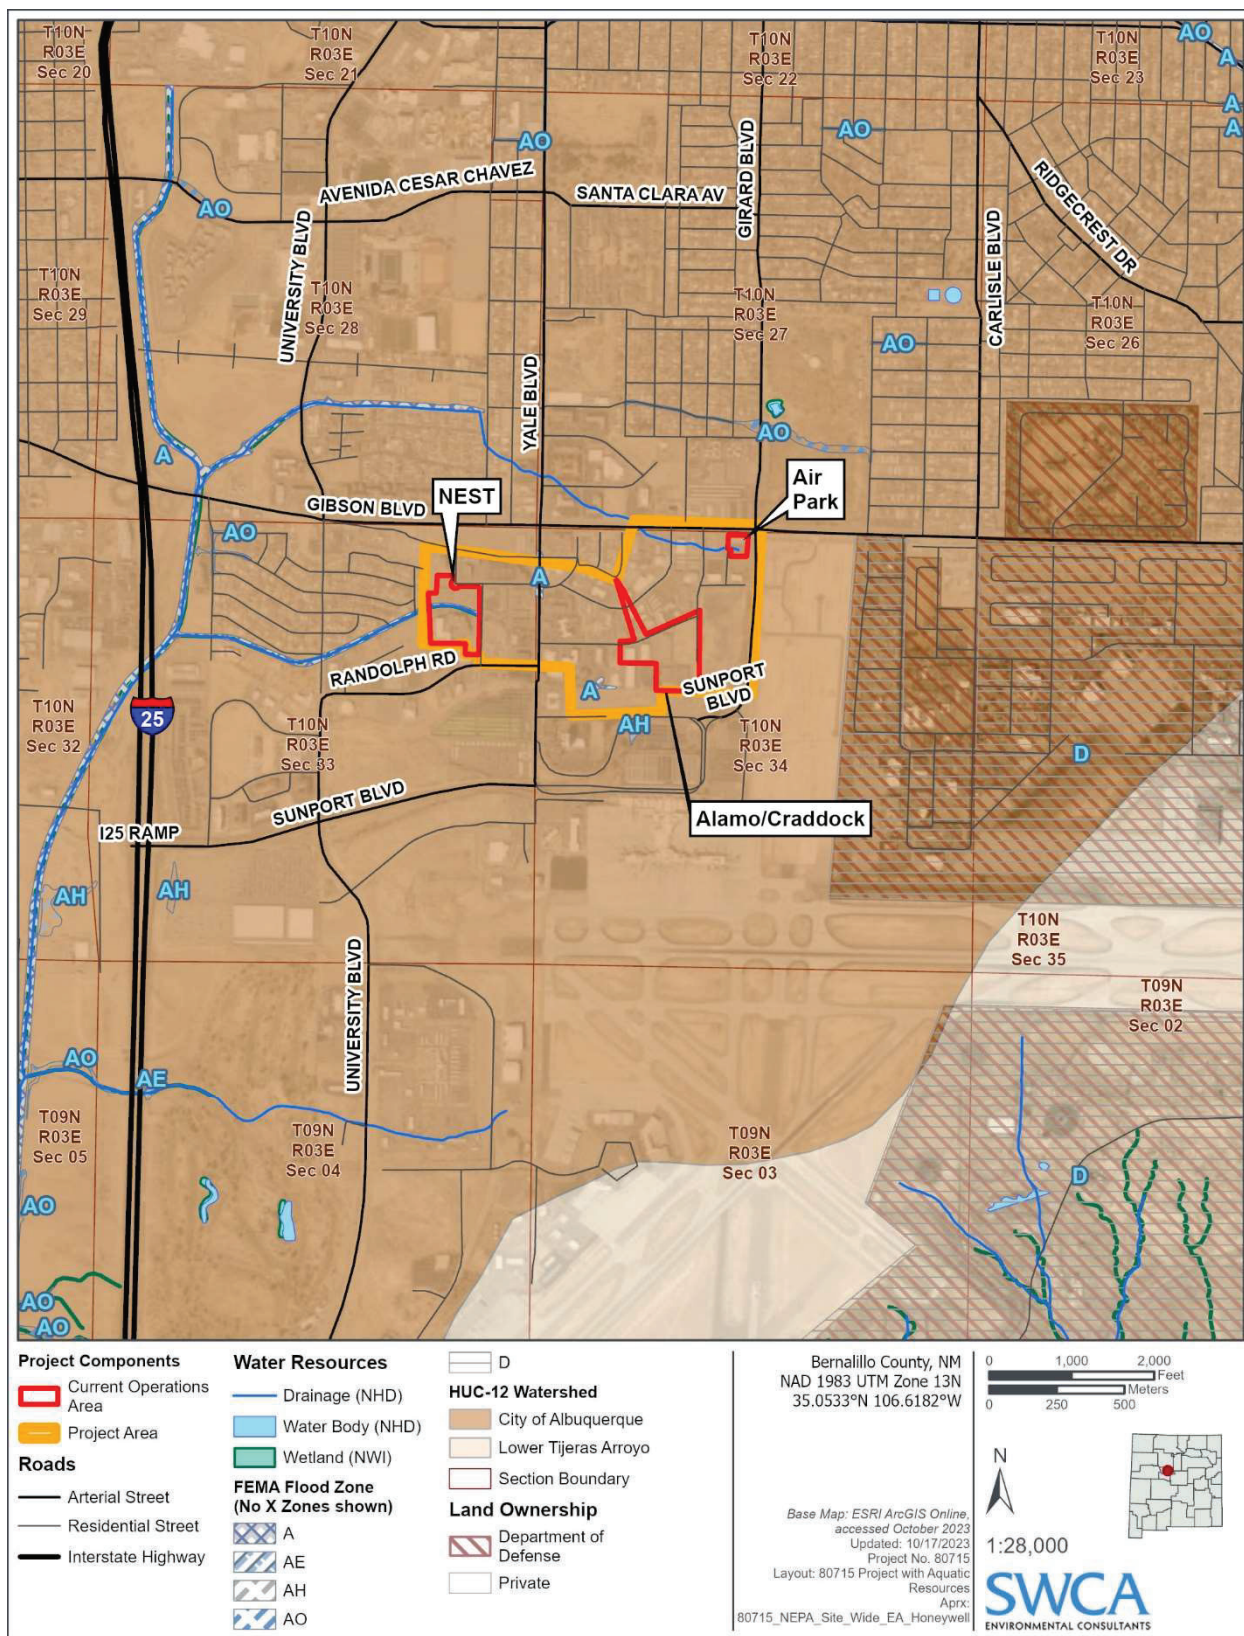 T10N
R03E
Sec 20
T10N
R03E
Sec 21
T10N
R03E
Sec 22
T10N
R03E
Sec 23
AO
A
A
A
AO
AO
AVENIDA CESAR CHAVEZ
SANTA CLARA AV
GIRARD BLVD
RIDGECREST DR
AO
UNIVERSITY BLVD
CARLISLE BLVD
T10N
R03E
Sec 29
T10N
R03E
Sec 28
T10N
R03E
Sec 27
T10N
R03E
Sec 26
AO
YALE BLVD
AO
A
Air
Park
NEST
GIBSON BLVD
AO
A
RANDOLPH RD
A
SUNPORT
BLVD
AH
T10N
R03E
Sec 32
25
T10N
R03E
Sec 33
T10N
R03E
Sec 34
D
SUNPORT BLVD
Alamo/Craddock
I25 RAMP
AH
AH
T10N
R03E
Sec 35
UNIVERSITY BLVD
T09N
R03E
Sec 02
AO
AE
T09N
R03E
Sec 05
T09N
R03E
Sec 04
T09N
R03E
Sec 03
D
AO
AO
AO
Project Components
Current Operations
Area
Project Area
Roads
Arterial Street
Residential Street
Interstate Highway
Water Resources
Drainage (NHD)
Water Body (NHD)
Wetland (NWI)
FEMA Flood Zone
(No X Zones shown)
A
AE
AH
AO
D
HUC-12 Watershed
City of Albuquerque
Lower Tijeras Arroyo
Section Boundary
Land Ownership
Department of
Defense
Private
Bernalillo County, NM
NAD 1983 UTM Zone 13N
35.0533°N 106.6182°W
Base Map: ESRI ArcGIS Online,
accessed October 2023
Updated: 10/17/2023
Project No. 80715
Layout: 80715 Project with Aquatic
Resources
Aprx:
80715_NEPA_Site_Wide_EA_Honeywell
0 1,000 2,000
Feet
Meters
0 250 500
N
1:28,000
SWCA
ENVIRONMENTAL CONSULTANTS